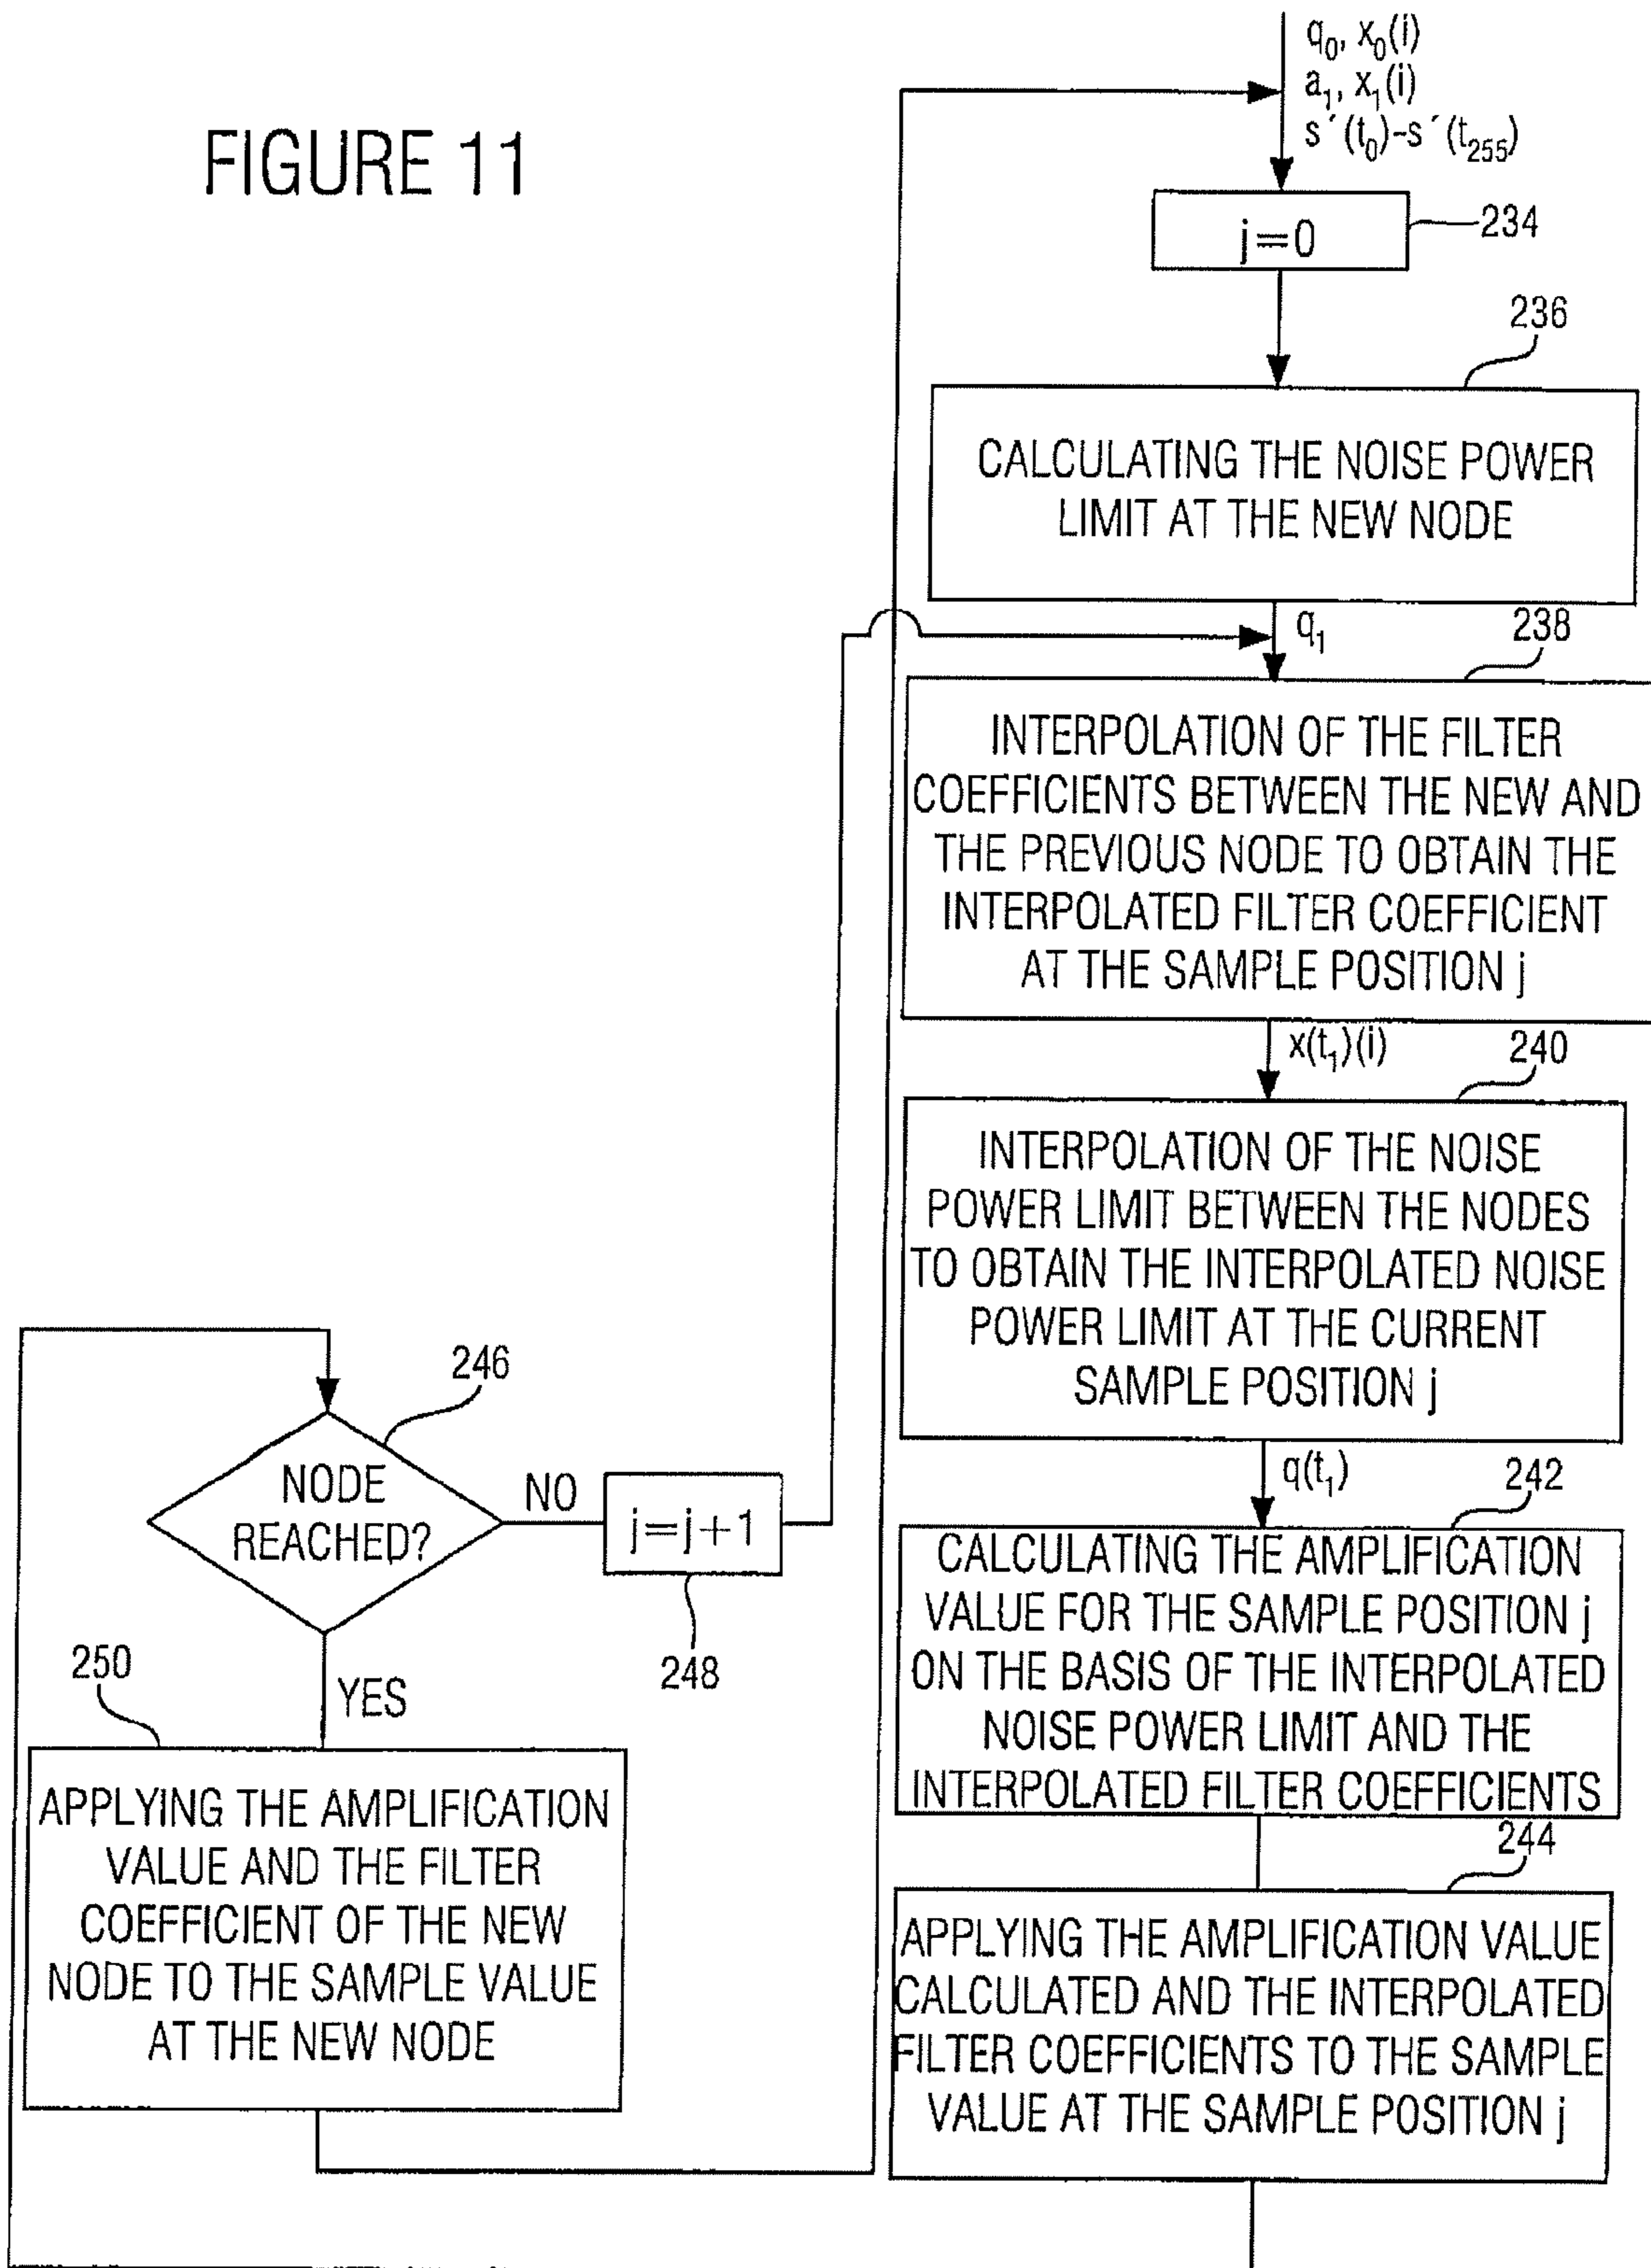 FIGURE 11
q₀, x₀(i)
a₁, x₁(i)
s´(t₀)-s´(t₂₅₅)
j=0
234
236
CALCULATING THE NOISE POWER
LIMIT AT THE NEW NODE
q₁
238
INTERPOLATION OF THE FILTER
COEFFICIENTS BETWEEN THE NEW AND
THE PREVIOUS NODE TO OBTAIN THE
INTERPOLATED FILTER COEFFICIENT
AT THE SAMPLE POSITION j
x(t₁)(i)
240
INTERPOLATION OF THE NOISE
POWER LIMIT BETWEEN THE NODES
TO OBTAIN THE INTERPOLATED NOISE
POWER LIMIT AT THE CURRENT
SAMPLE POSITION j
q(t₁)
242
CALCULATING THE AMPLIFICATION
VALUE FOR THE SAMPLE POSITION j
ON THE BASIS OF THE INTERPOLATED
NOISE POWER LIMIT AND THE
INTERPOLATED FILTER COEFFICIENTS
244
APPLYING THE AMPLIFICATION VALUE
CALCULATED AND THE INTERPOLATED
FILTER COEFFICIENTS TO THE SAMPLE
VALUE AT THE SAMPLE POSITION j
246
NODE
REACHED?
NO
j=j+1
248
YES
250
APPLYING THE AMPLIFICATION
VALUE AND THE FILTER
COEFFICIENT OF THE NEW
NODE TO THE SAMPLE VALUE
AT THE NEW NODE